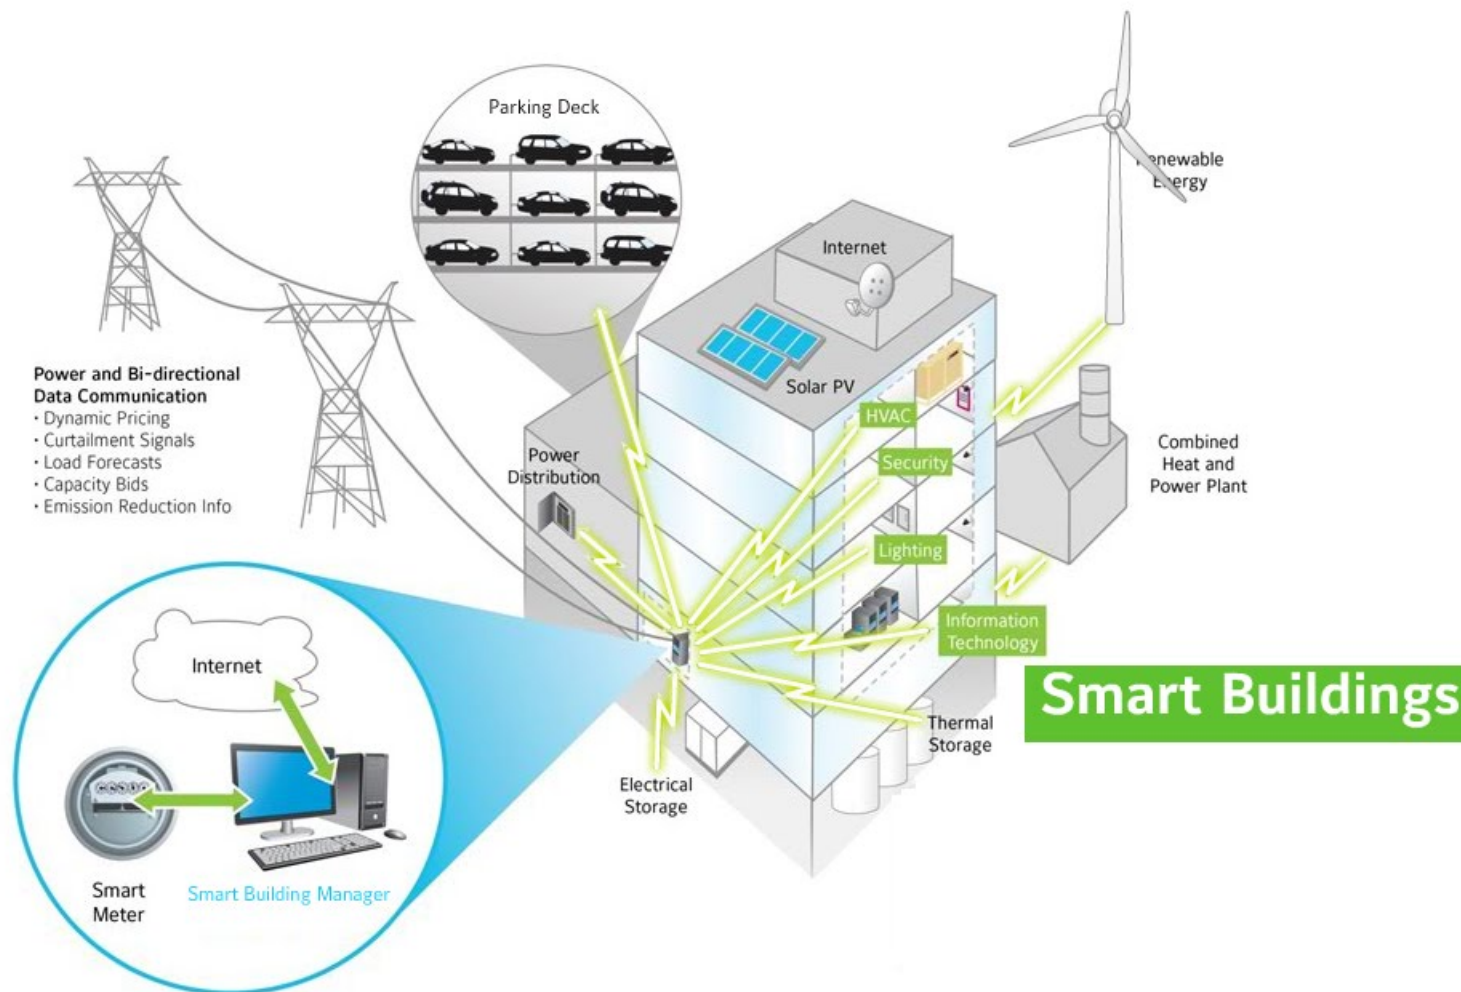 Parking Deck
Renewable
Energy
Internet
Solar PV
Power and Bi-directional
Data Communication
• Dynamic Pricing
• Curtailment Signals
• Load Forecasts
• Capacity Bids
• Emission Reduction Info
Power
Distribution
HVAC
Security
Lighting
Information
Technology
Combined
Heat and
Power Plant
Smart Buildings
Thermal
Storage
Electrical
Storage
Internet
Smart
Meter
Smart Building Manager